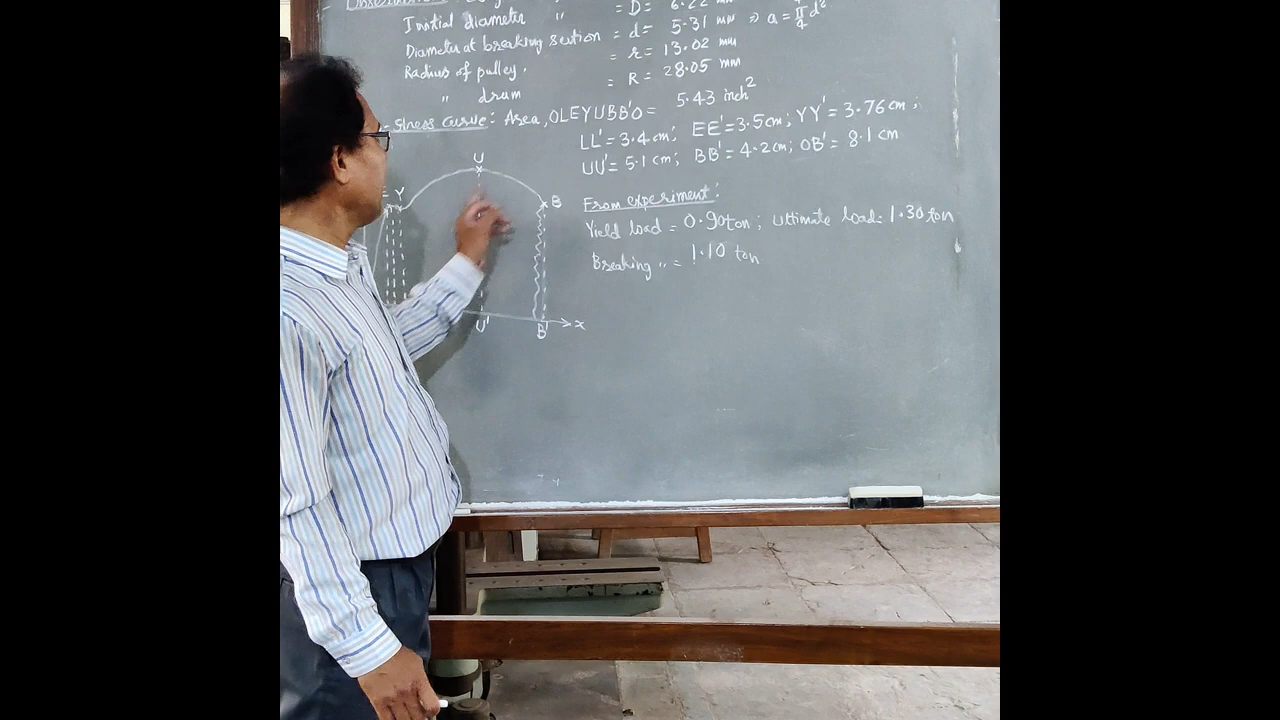 = D = 6.22 mm
Innitial diameter " = d = 5.31 mm ⇒ a = π/4 d²
Diameter at breaking section = r = 13.02 mm
Radius of pulley. = R = 28.05 mm
" drum
-stress curve: Area, OLEYUBB'O = 5.43 inch²
LL' = 3.4 cm; EE' = 3.5 cm; YY' = 3.76 cm;
UU' = 5.1 cm; BB' = 4.2 cm; OB' = 8.1 cm
From experiment:
Yield load = 0.90 ton; Ultimate load = 1.30 ton
Breaking " = 1.10 ton
U
Y
B
U'
B'
x